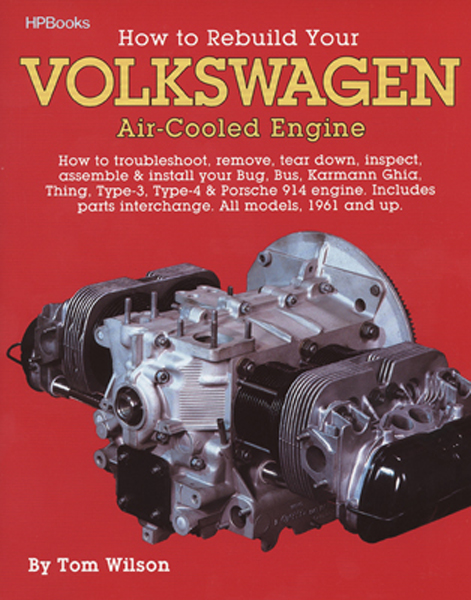 HPBooks
How to Rebuild Your
VOLKSWAGEN
Air-Cooled Engine
How to troubleshoot, remove, tear down, inspect,
assemble & install your Bug, Bus, Karmann Ghia,
Thing, Type-3, Type-4 & Porsche 914 engine. Includes
parts interchange. All models, 1961 and up.
By Tom Wilson